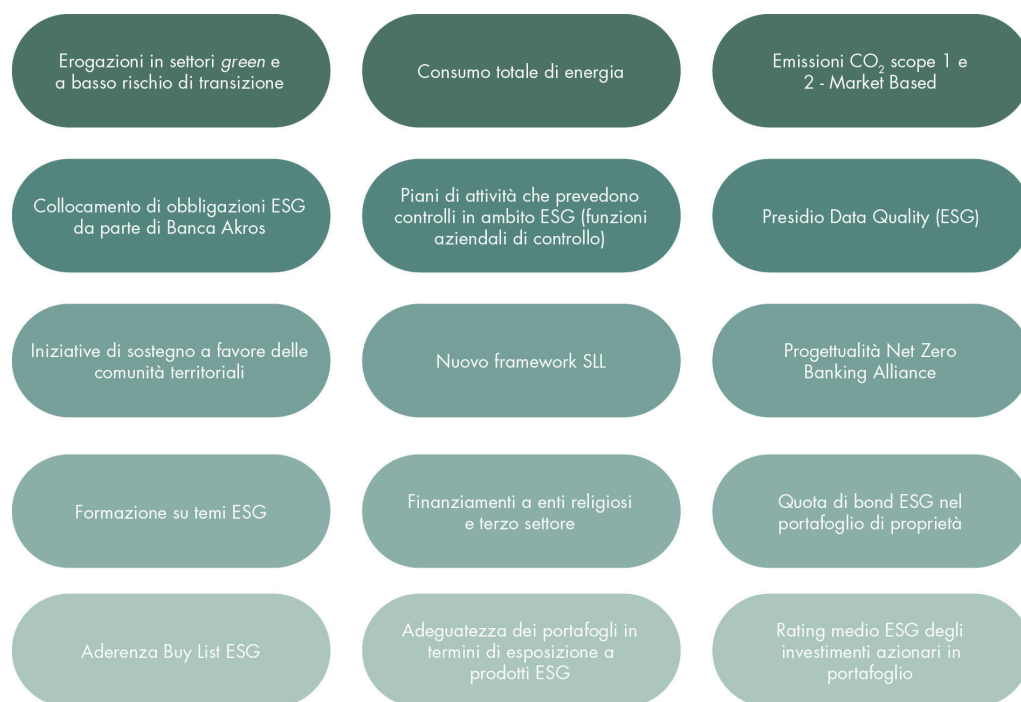 Erogazioni in settori green e
a basso rischio di transizione
Consumo totale di energia
Emissioni CO₂ scope 1 e
2 - Market Based
Collocamento di obbligazioni ESG
da parte di Banca Akros
Piani di attività che prevedono
controlli in ambito ESG (funzioni
aziendali di controllo)
Presidio Data Quality (ESG)
Iniziative di sostegno a favore delle
comunità territoriali
Nuovo framework SLL
Progettualità Net Zero
Banking Alliance
Formazione su temi ESG
Finanziamenti a enti religiosi
e terzo settore
Quota di bond ESG nel
portafoglio di proprietà
Aderenza Buy List ESG
Adeguatezza dei portafogli in
termini di esposizione a
prodotti ESG
Rating medio ESG degli
investimenti azionari in
portafoglio